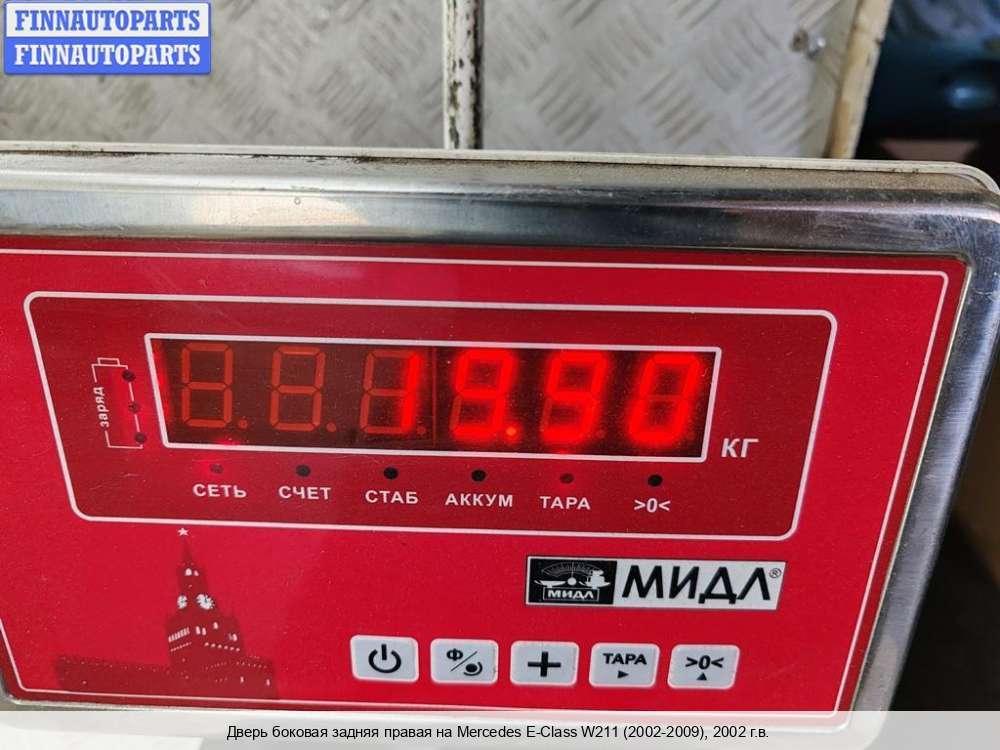 FINNAUTOPARTS
FINNAUTOPARTS
19.90
КГ
заряд
СЕТЬ СЧЕТ СТАБ АККУМ ТАРА >0<
МИДЛ МИДЛ®
Ф ТАРА >0<
Дверь боковая задняя правая на Mercedes E-Class W211 (2002-2009), 2002 г.в.